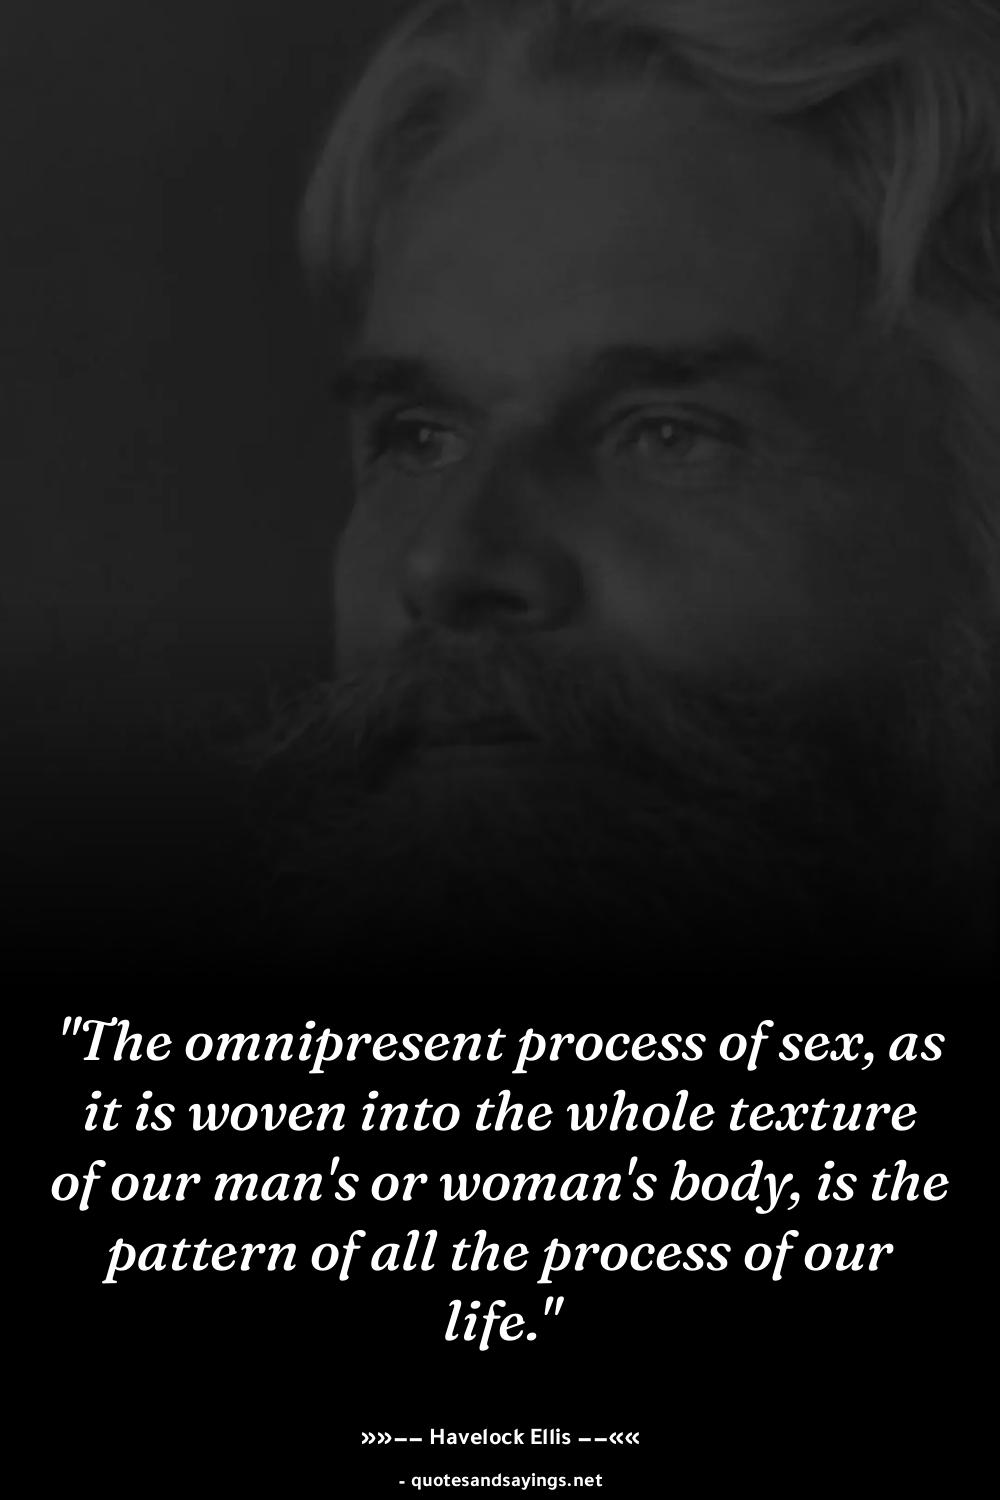 "The omnipresent process of sex, as
it is woven into the whole texture
of our man's or woman's body, is the
pattern of all the process of our
life."
»»−− Havelock Ellis −−««
- quotesandsayings.net